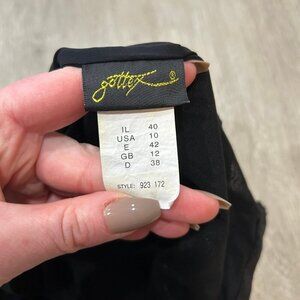 gottex ®
IL 40
USA 10
E 42
GB 12
D 38
STYLE: 923 172